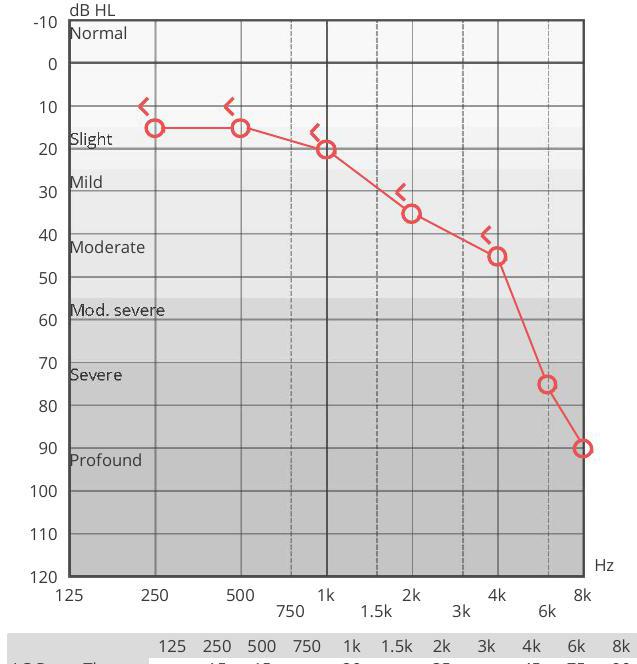 dB HL
-10
Normal
0
10
Slight
20
Mild
30
40
Moderate
50
Mod. severe
60
70
Severe
80
90
Profound
100
110
120
Hz
125 250 500 1k 2k 4k 8k
750 1.5k 3k 6k
125 250 500 750 1k 1.5k 2k 3k 4k 6k 8k